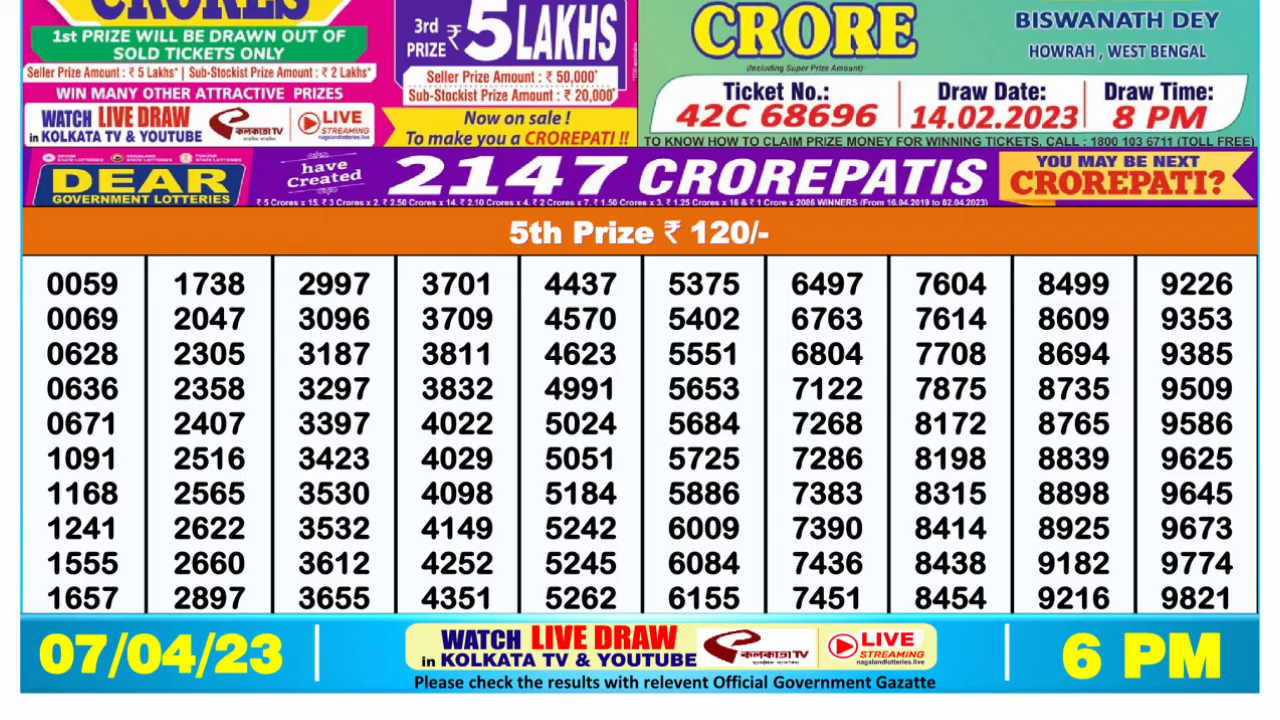 CRORES
1st PRIZE WILL BE DRAWN OUT OF
SOLD TICKETS ONLY
Seller Prize Amount : ₹ 5 Lakhs* | Sub-Stockist Prize Amount : ₹ 2 Lakhs*
WIN MANY OTHER ATTRACTIVE PRIZES
WATCH LIVE DRAW
in KOLKATA TV & YOUTUBE
কলকাতা TV
LIVE
STREAMING
nagalandlotteries.live
3rd
PRIZE ₹ 5 LAKHS
Seller Prize Amount : ₹ 50,000*
Sub-Stockist Prize Amount : ₹ 20,000*
Now on sale !
To make you a CROREPATI !!
CRORE
(Including Super Prize Amount)
BISWANATH DEY
HOWRAH , WEST BENGAL
Ticket No.: Draw Date: Draw Time:
42C 68696 14.02.2023 8 PM
TO KNOW HOW TO CLAIM PRIZE MONEY FOR WINNING TICKETS, CALL : 1800 103 6711 (TOLL FREE)
DEAR
GOVERNMENT LOTTERIES
have
Created
2147 CROREPATIS
₹ 5 Crores x 15, ₹ 3 Crores x 2, ₹ 2.50 Crores x 14, ₹ 2.10 Crores x 4, ₹ 2 Crores x 7, ₹ 1.50 Crores x 3, ₹ 1.25 Crores x 16 & ₹ 1 Crore x 2086 WINNERS (From 16.04.2019 to 02.04.2023)
YOU MAY BE NEXT
CROREPATI?
5th Prize ₹ 120/-
0059 1738 2997 3701 4437 5375 6497 7604 8499 9226
0069 2047 3096 3709 4570 5402 6763 7614 8609 9353
0628 2305 3187 3811 4623 5551 6804 7708 8694 9385
0636 2358 3297 3832 4991 5653 7122 7875 8735 9509
0671 2407 3397 4022 5024 5684 7268 8172 8765 9586
1091 2516 3423 4029 5051 5725 7286 8198 8839 9625
1168 2565 3530 4098 5184 5886 7383 8315 8898 9645
1241 2622 3532 4149 5242 6009 7390 8414 8925 9673
1555 2660 3612 4252 5245 6084 7436 8438 9182 9774
1657 2897 3655 4351 5262 6155 7451 8454 9216 9821
07/04/23
WATCH LIVE DRAW
in KOLKATA TV & YOUTUBE
কলকাতা TV
LIVE
STREAMING
nagalandlotteries.live
Please check the results with relevent Official Government Gazatte
6 PM